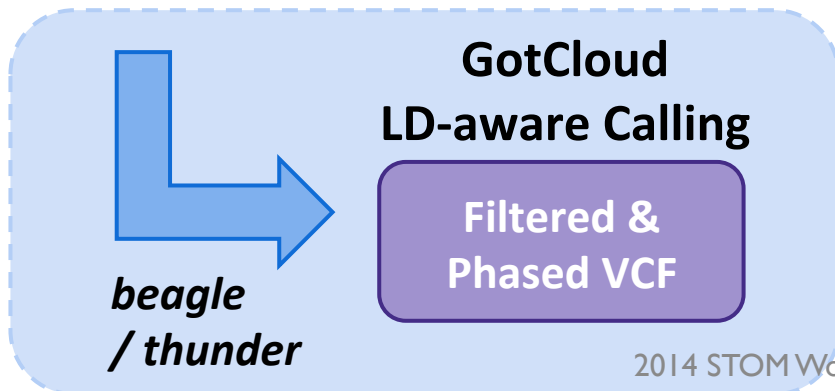 GotCloud
LD-aware Calling
Filtered &
Phased VCF
beagle
/ thunder
2014 STOM